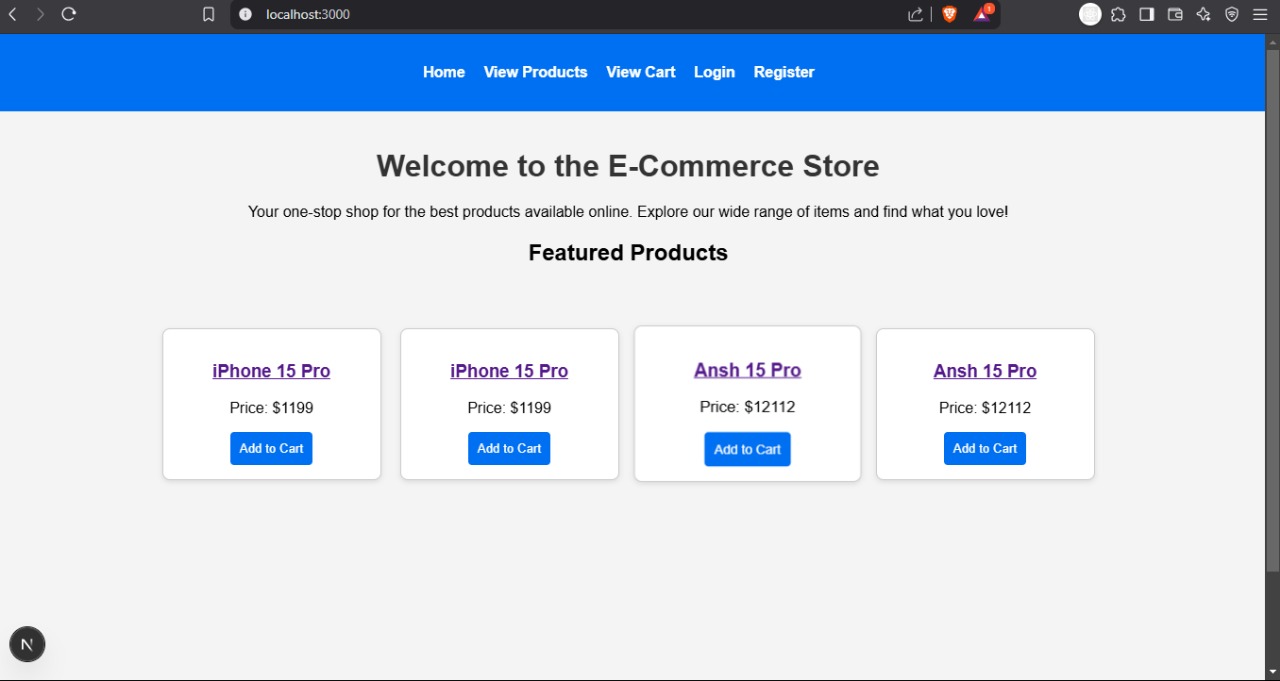 localhost:3000
1
Home View Products View Cart Login Register
Welcome to the E-Commerce Store
Your one-stop shop for the best products available online. Explore our wide range of items and find what you love!
Featured Products
iPhone 15 Pro
Price: $1199
Add to Cart
iPhone 15 Pro
Price: $1199
Add to Cart
Ansh 15 Pro
Price: $12112
Add to Cart
Ansh 15 Pro
Price: $12112
Add to Cart
N